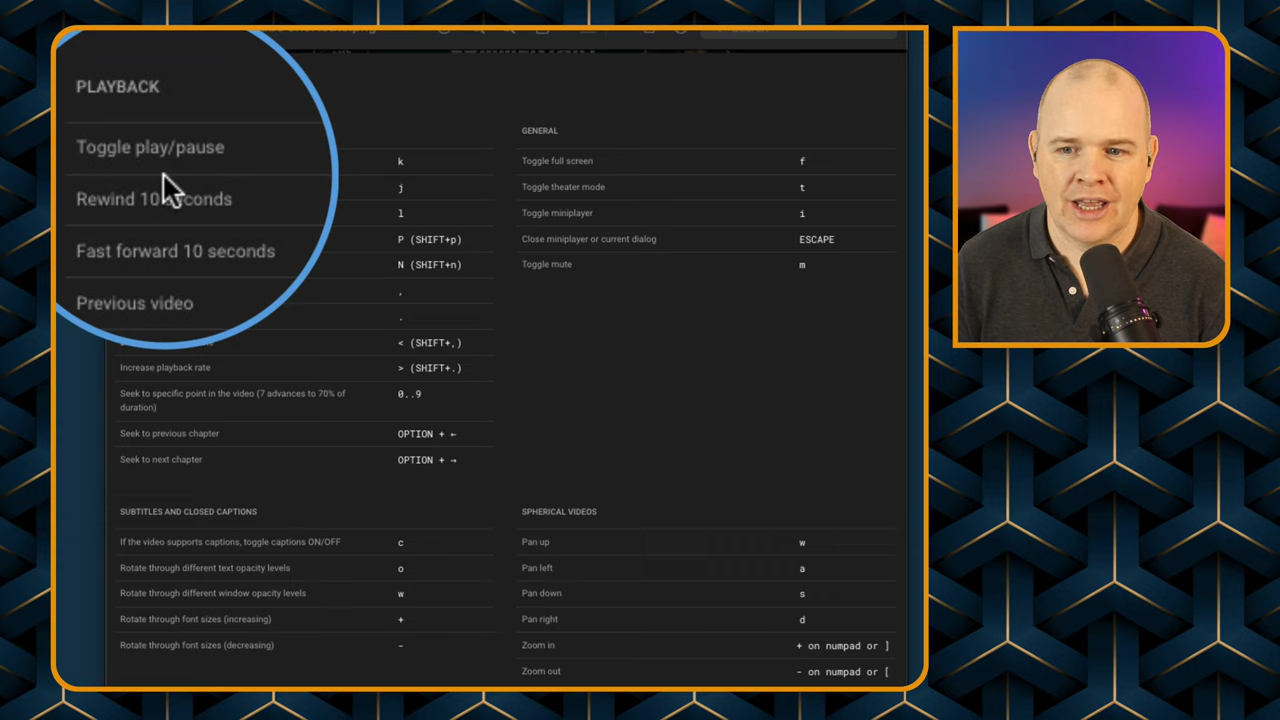 PLAYBACK
Toggle play/pause
Rewind 10 seconds
Fast forward 10 seconds
Previous video
k
j
l
P (SHIFT+p)
N (SHIFT+n)
,
.
< (SHIFT+,)
Increase playback rate > (SHIFT+.)
Seek to specific point in the video (7 advances to 70% of 0..9
duration)
Seek to previous chapter OPTION + ←
Seek to next chapter OPTION + →
GENERAL
Toggle full screen f
Toggle theater mode t
Toggle miniplayer i
Close miniplayer or current dialog ESCAPE
Toggle mute m
SUBTITLES AND CLOSED CAPTIONS
If the video supports captions, toggle captions ON/OFF c
Rotate through different text opacity levels o
Rotate through different window opacity levels w
Rotate through font sizes (increasing) +
Rotate through font sizes (decreasing) -
SPHERICAL VIDEOS
Pan up w
Pan left a
Pan down s
Pan right d
Zoom in + on numpad or ]
Zoom out - on numpad or [